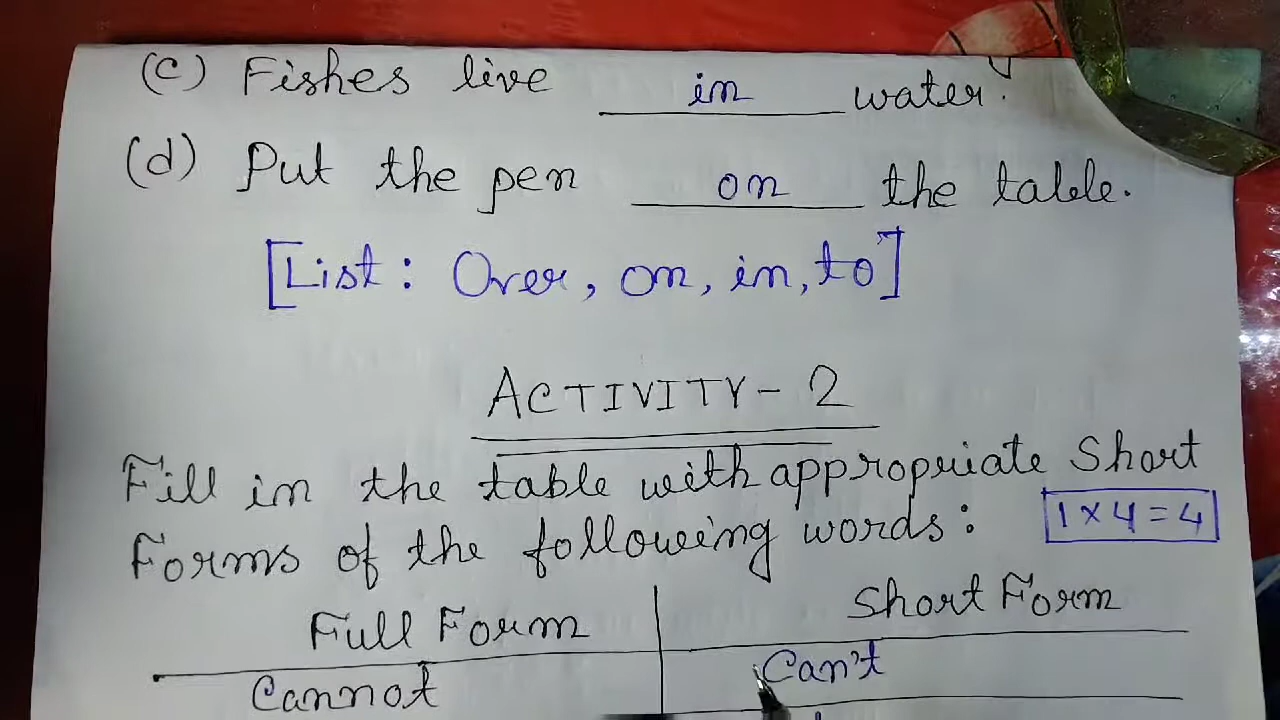 (c) Fishes live in water.
(d) Put the pen on the table.
[List: Over, on, in, to]
ACTIVITY-2
Fill in the table with appropriate Short
Forms of the following words: 1×4=4
Full Form Short Form
Cannot Can't